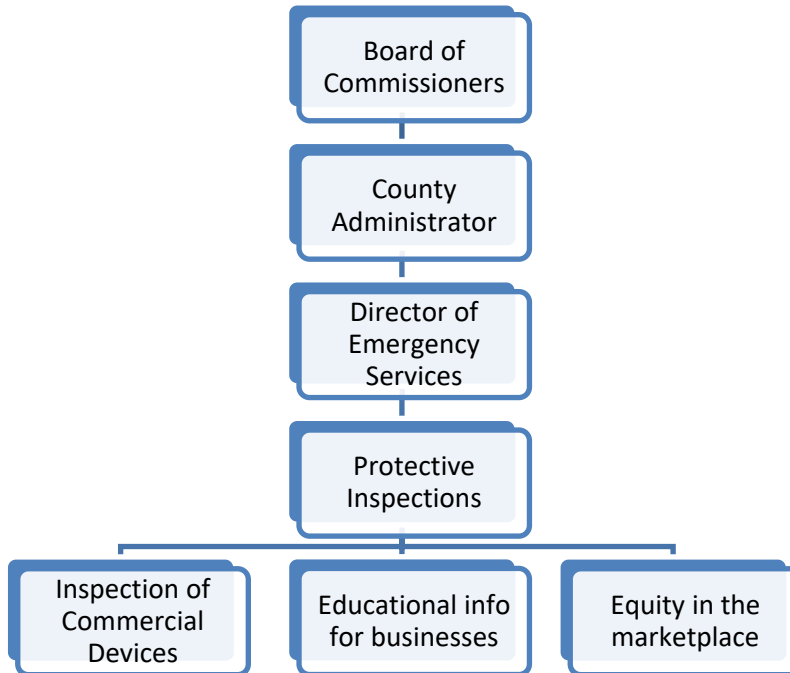 Board of
Commissioners
County
Administrator
Director of
Emergency
Services
Protective
Inspections
Inspection of
Commercial
Devices
Educational info
for businesses
Equity in the
marketplace